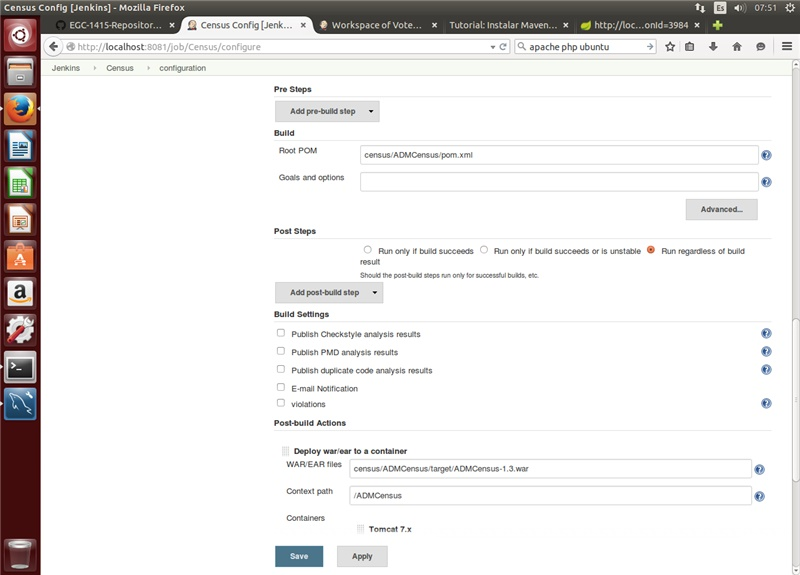 Census Config [Jenkins] - Mozilla Firefox
Es
07:51
EGC-1415-Repositor...
Census Config [Jenk...
Workspace of Vote...
Tutorial: Instalar Maven...
http://loc...onId=3984
http://localhost:8081/job/Census/configure
apache php ubuntu
Jenkins
Census
configuration
Pre Steps
Add pre-build step
Build
Root POM
census/ADMCensus/pom.xml
Goals and options
Advanced...
Post Steps
Run only if build succeeds
Run only if build succeeds or is unstable
Run regardless of build
result
Should the post-build steps run only for successful builds, etc.
Add post-build step
Build Settings
Publish Checkstyle analysis results
Publish PMD analysis results
Publish duplicate code analysis results
E-mail Notification
violations
Post-build Actions
Deploy war/ear to a container
WAR/EAR files
census/ADMCensus/target/ADMCensus-1.3.war
Context path
/ADMCensus
Containers
Tomcat 7.x
Save
Apply